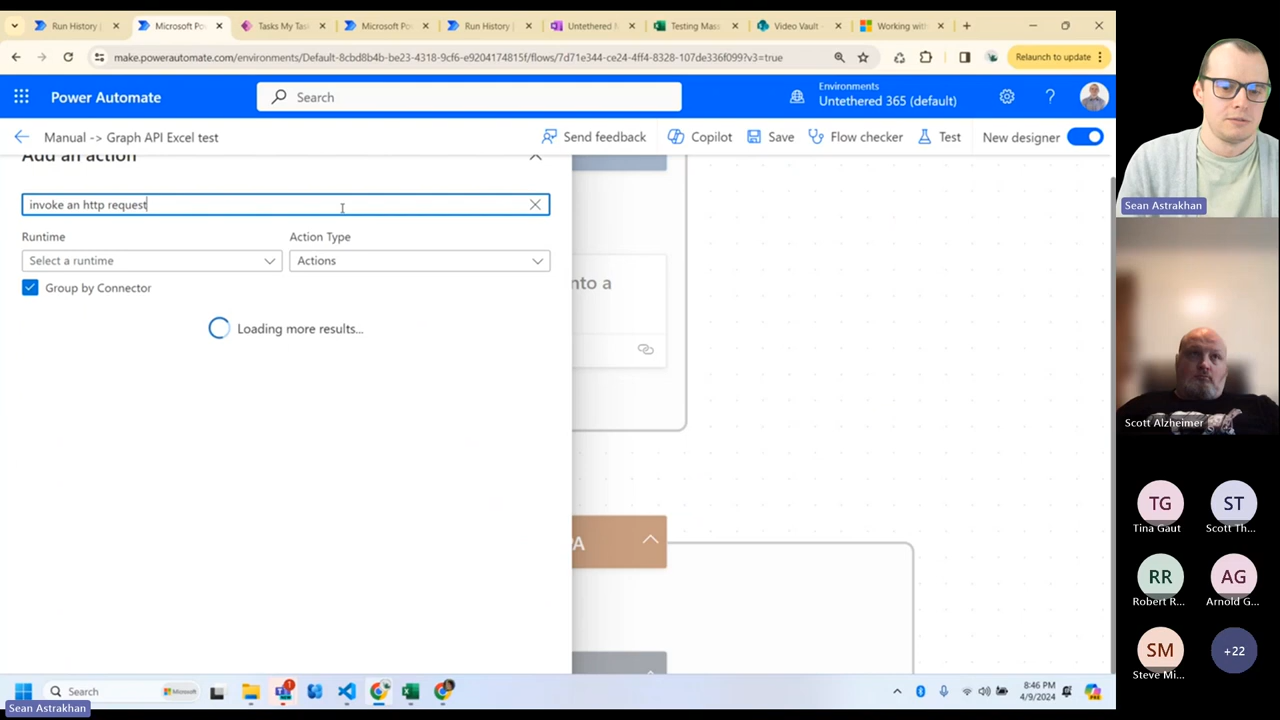 Run History |
Microsoft Po
Tasks My Tas
Microsoft Po
Run History |
Untethered
Testing Mass
Video Vault -
Working with
make.powerautomate.com/environments/Default-8cbd8b4b-be23-4318-9cf6-e9204174815f/flows/7d71e344-ce24-4ff4-8328-107de336f099?v3=true
Relaunch to update
Power Automate
Search
Environments
Untethered 365 (default)
Manual -> Graph API Excel test
Send feedback
Copilot
Save
Flow checker
Test
New designer
Add an action
invoke an http request
Runtime
Action Type
Select a runtime
Actions
Group by Connector
Loading more results...
nto a
PA
Search
Microsoft
8:46 PM
4/9/2024
Sean Astrakhan
Sean Astrakhan
Scott Alzheimer
TG
Tina Gaut
ST
Scott Th...
RR
Robert R...
AG
Arnold G...
SM
Steve Mi...
+22